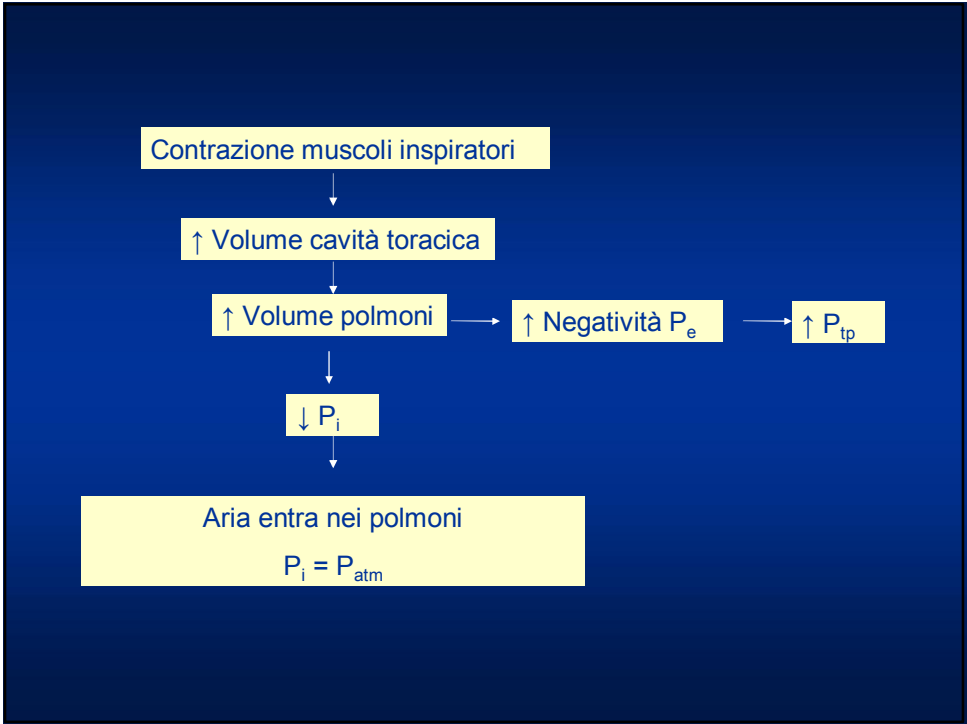 Contrazione muscoli inspiratori
↑ Volume cavità toracica
↑ Volume polmoni
↑ Negatività Pe
↑ Ptp
↓ Pi
Aria entra nei polmoni
Pi = Patm